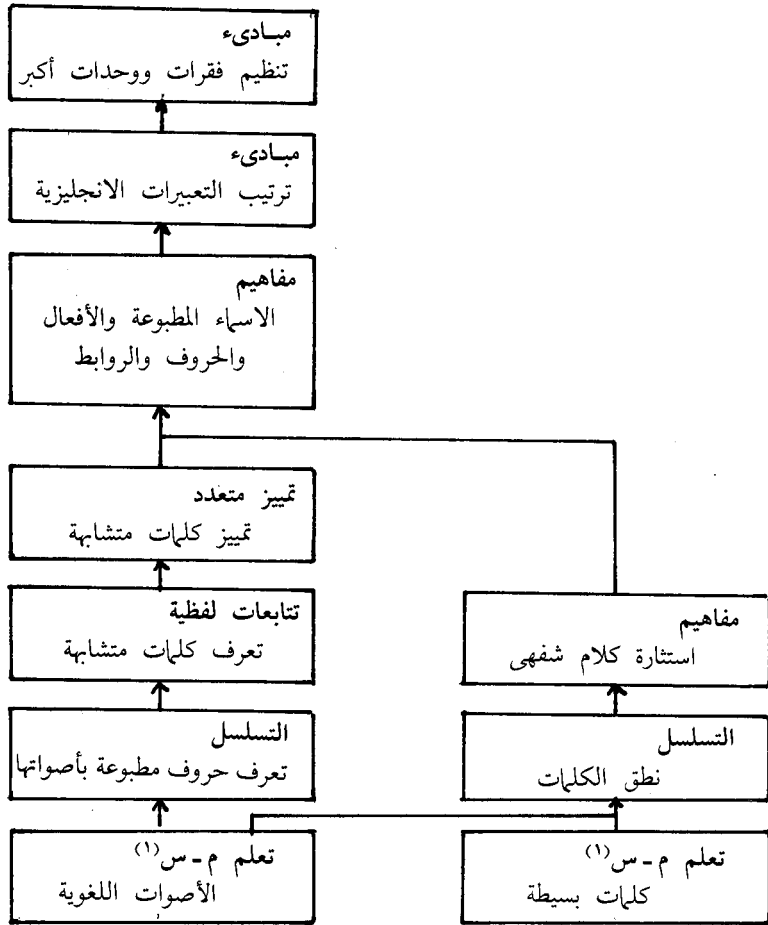 مبادىء
تنظيم فقرات ووحدات أكبر
مبادىء
ترتيب التعبيرات الانجليزية
مفاهيم
الاسماء المطبوعة والأفعال
والحروف والروابط
تمييز متعدد
تمييز كلمات متشابهة
تتابعات لفظية
تعرف كلمات متشابهة
مفاهيم
استثارة كلام شفهى
التسلسل
تعرف حروف مطبوعة بأصواتها
التسلسل
نطق الكلمات
تعلم م - س (١)
الأصوات اللغوية
تعلم م - س (١)
كلمات بسيطة